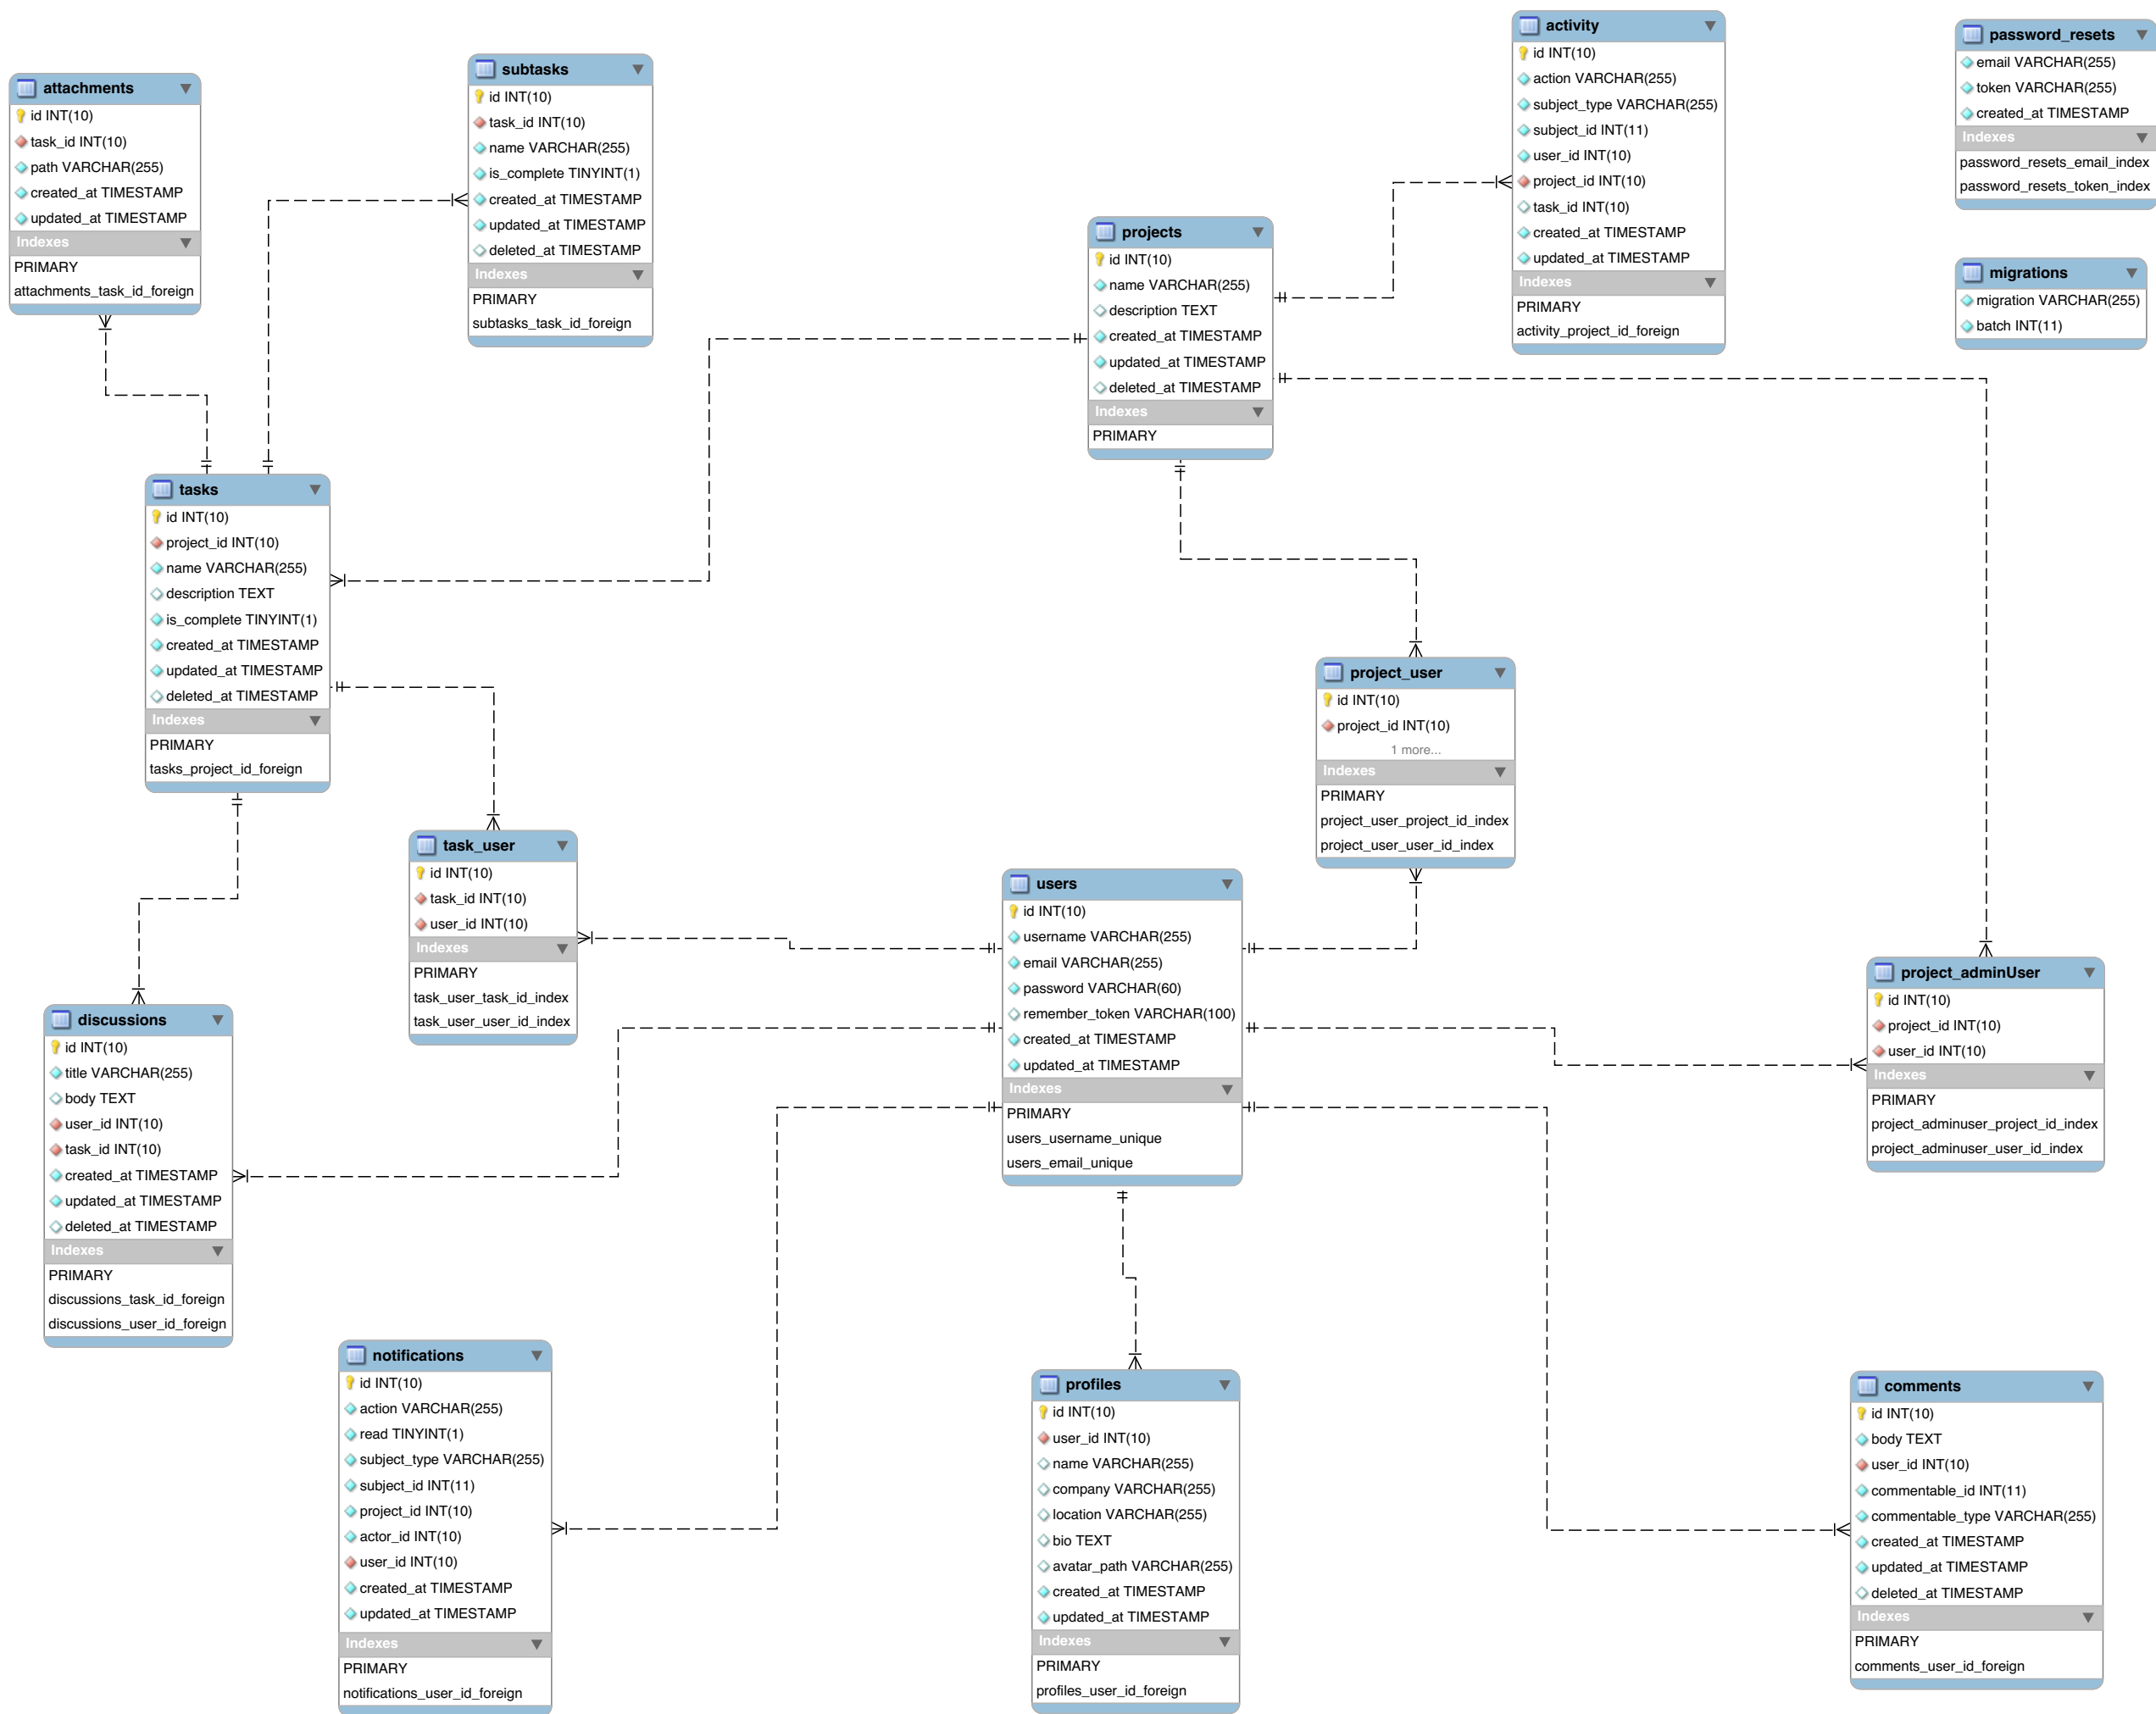 attachments
id INT(10)
task_id INT(10)
path VARCHAR(255)
created_at TIMESTAMP
updated_at TIMESTAMP
Indexes
PRIMARY
attachments_task_id_foreign
subtasks
id INT(10)
task_id INT(10)
name VARCHAR(255)
is_complete TINYINT(1)
created_at TIMESTAMP
updated_at TIMESTAMP
deleted_at TIMESTAMP
Indexes
PRIMARY
subtasks_task_id_foreign
projects
id INT(10)
name VARCHAR(255)
description TEXT
created_at TIMESTAMP
updated_at TIMESTAMP
deleted_at TIMESTAMP
Indexes
PRIMARY
activity
id INT(10)
action VARCHAR(255)
subject_type VARCHAR(255)
subject_id INT(11)
user_id INT(10)
project_id INT(10)
task_id INT(10)
created_at TIMESTAMP
updated_at TIMESTAMP
Indexes
PRIMARY
activity_project_id_foreign
password_resets
email VARCHAR(255)
token VARCHAR(255)
created_at TIMESTAMP
Indexes
password_resets_email_index
password_resets_token_index
migrations
migration VARCHAR(255)
batch INT(11)
tasks
id INT(10)
project_id INT(10)
name VARCHAR(255)
description TEXT
is_complete TINYINT(1)
created_at TIMESTAMP
updated_at TIMESTAMP
deleted_at TIMESTAMP
Indexes
PRIMARY
tasks_project_id_foreign
project_user
id INT(10)
project_id INT(10)
1 more...
Indexes
PRIMARY
project_user_project_id_index
project_user_user_id_index
task_user
id INT(10)
task_id INT(10)
user_id INT(10)
Indexes
PRIMARY
task_user_task_id_index
task_user_user_id_index
users
id INT(10)
username VARCHAR(255)
email VARCHAR(255)
password VARCHAR(60)
remember_token VARCHAR(100)
created_at TIMESTAMP
updated_at TIMESTAMP
Indexes
PRIMARY
users_username_unique
users_email_unique
project_adminUser
id INT(10)
project_id INT(10)
user_id INT(10)
Indexes
PRIMARY
project_adminuser_project_id_index
project_adminuser_user_id_index
discussions
id INT(10)
title VARCHAR(255)
body TEXT
user_id INT(10)
task_id INT(10)
created_at TIMESTAMP
updated_at TIMESTAMP
deleted_at TIMESTAMP
Indexes
PRIMARY
discussions_task_id_foreign
discussions_user_id_foreign
notifications
id INT(10)
action VARCHAR(255)
read TINYINT(1)
subject_type VARCHAR(255)
subject_id INT(11)
project_id INT(10)
actor_id INT(10)
user_id INT(10)
created_at TIMESTAMP
updated_at TIMESTAMP
Indexes
PRIMARY
notifications_user_id_foreign
profiles
id INT(10)
user_id INT(10)
name VARCHAR(255)
company VARCHAR(255)
location VARCHAR(255)
bio TEXT
avatar_path VARCHAR(255)
created_at TIMESTAMP
updated_at TIMESTAMP
Indexes
PRIMARY
profiles_user_id_foreign
comments
id INT(10)
body TEXT
user_id INT(10)
commentable_id INT(11)
commentable_type VARCHAR(255)
created_at TIMESTAMP
updated_at TIMESTAMP
deleted_at TIMESTAMP
Indexes
PRIMARY
comments_user_id_foreign